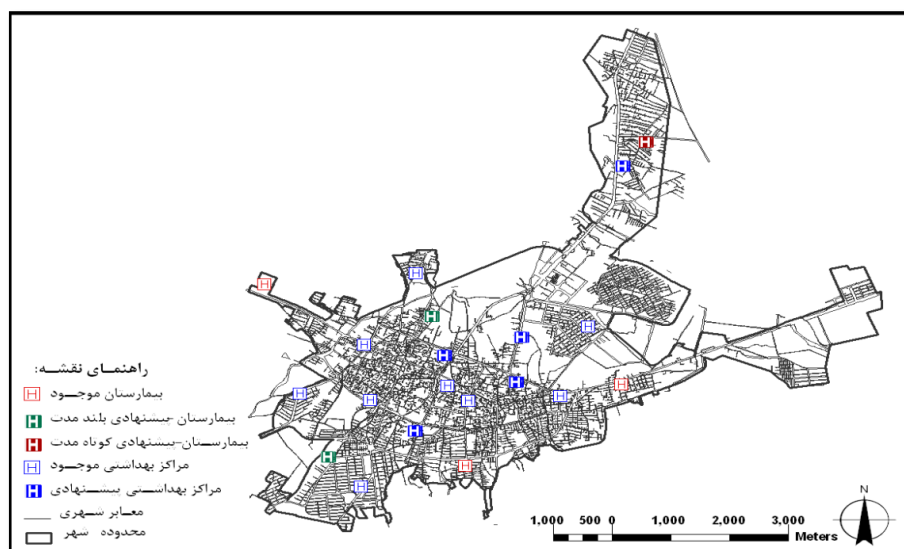 راهنمای نقشه:
بیمارستان موجود
بیمارستان-پیشنهادی بلند مدت
بیمارستان-پیشنهادی کوتاه مدت
مراکز بهداشتی موجود
مراکز بهداشتی پیشنهادی
معابر شهری
محدوده شهر
N
1,000 500 0 1,000 2,000 3,000
Meters